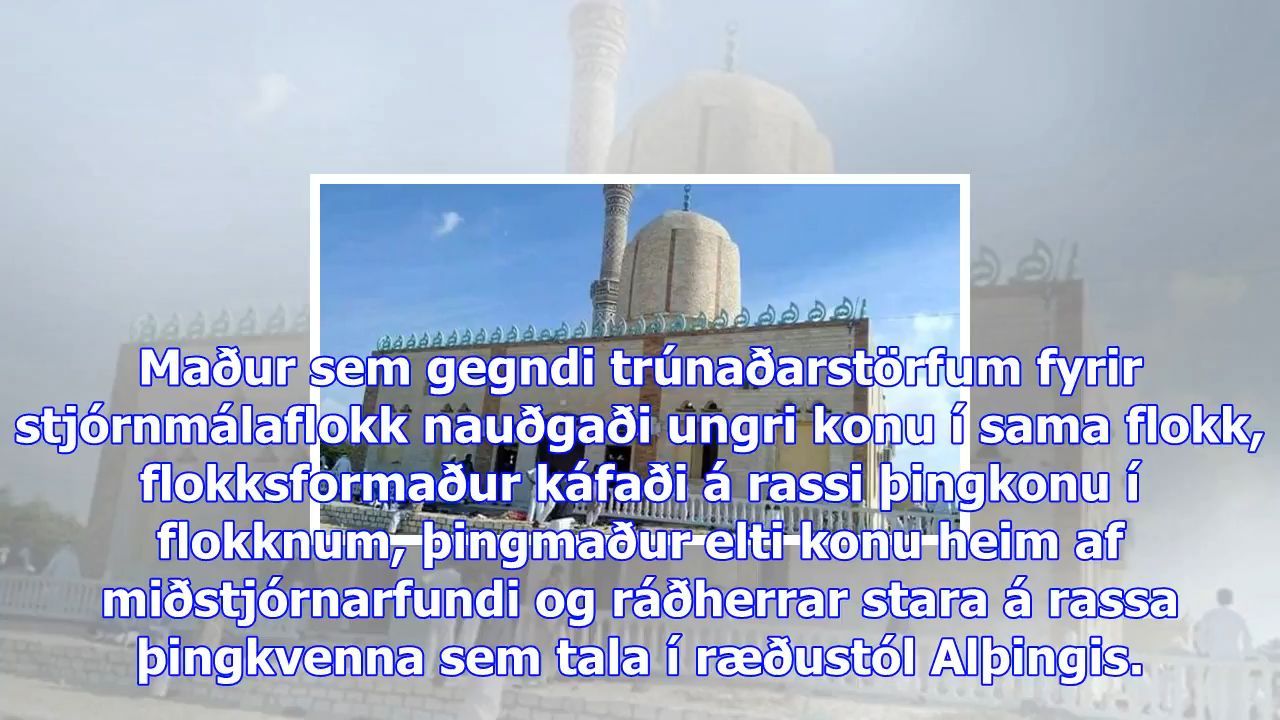 Maður sem gegndi trúnaðarstörfum fyrir
stjórnmálaflokk nauðgaði ungri konu í sama flokk,
flokksformaður káfaði á rassi þingkonu í
flokknum, þingmaður elti konu heim af
miðstjórnarfundi og ráðherrar stara á rassa
þingkvenna sem tala í ræðustól Alþingis.